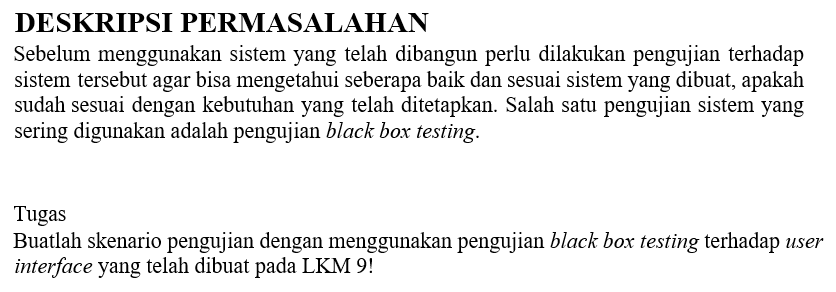 DESKRIPSI PERMASALAHAN
Sebelum menggunakan sistem yang telah dibangun perlu dilakukan pengujian terhadap
sistem tersebut agar bisa mengetahui seberapa baik dan sesuai sistem yang dibuat, apakah
sudah sesuai dengan kebutuhan yang telah ditetapkan. Salah satu pengujian sistem yang
sering digunakan adalah pengujian black box testing.
Tugas
Buatlah skenario pengujian dengan menggunakan pengujian black box testing terhadap user
interface yang telah dibuat pada LKM 9!